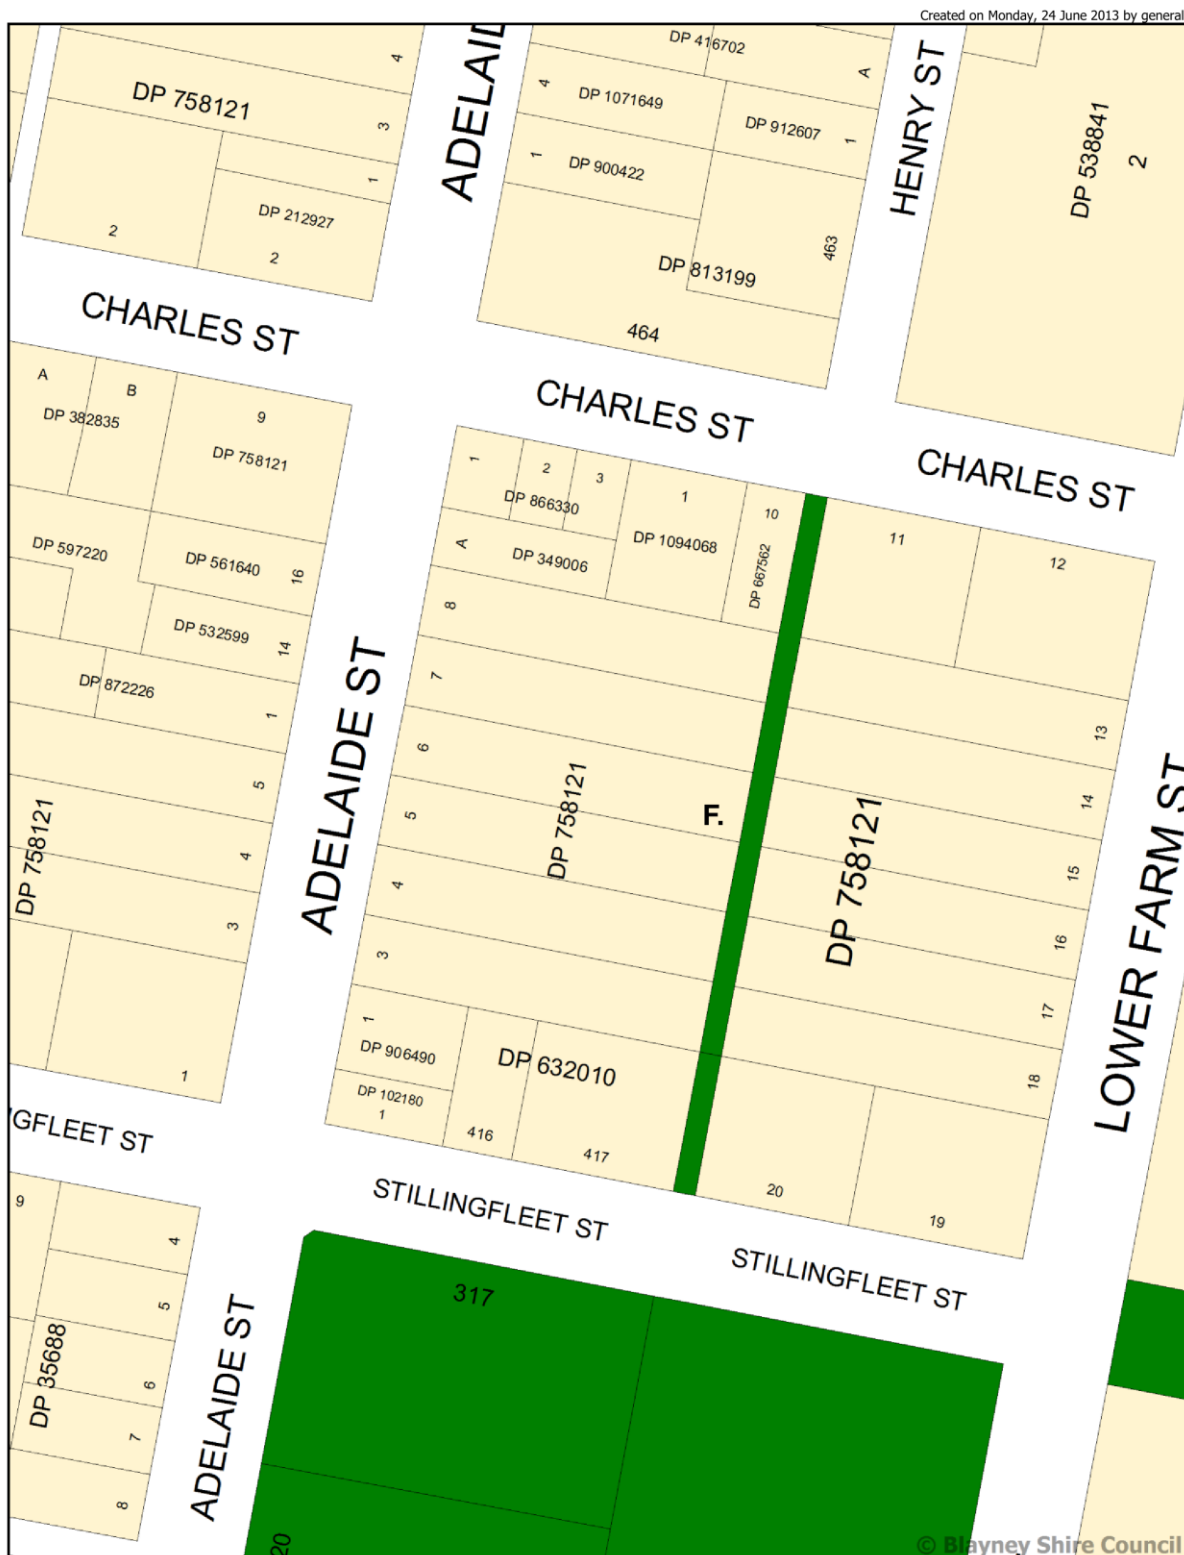 Created on Monday, 24 June 2013 by general
4
DP 758121
3
1
DP 212927
2
2
DP 416702
A
4
DP 1071649
DP 912607
1
1
DP 900422
463
DP 813199
464
HENRY ST
DP 538841
2
CHARLES ST
CHARLES ST
CHARLES ST
A
B
9
DP 382835
DP 758121
DP 597220
DP 561640
16
DP 532599
14
DP 872226
1
5
4
DP 758121
3
1
ADELAIDE ST
1
2
3
DP 866330
1
DP 1094068
10
DP 667562
A
DP 349006
8
7
6
5
4
3
DP 758121
F.
1
DP 906490
DP 102180
1
DP 632010
416
417
11
12
13
14
15
16
17
18
DP 758121
20
19
LOWER FARM ST
STILLINGFLEET ST
STILLINGFLEET ST
9
4
5
6
7
8
DP 35688
ADELAIDE ST
317
20
© Blayney Shire Council